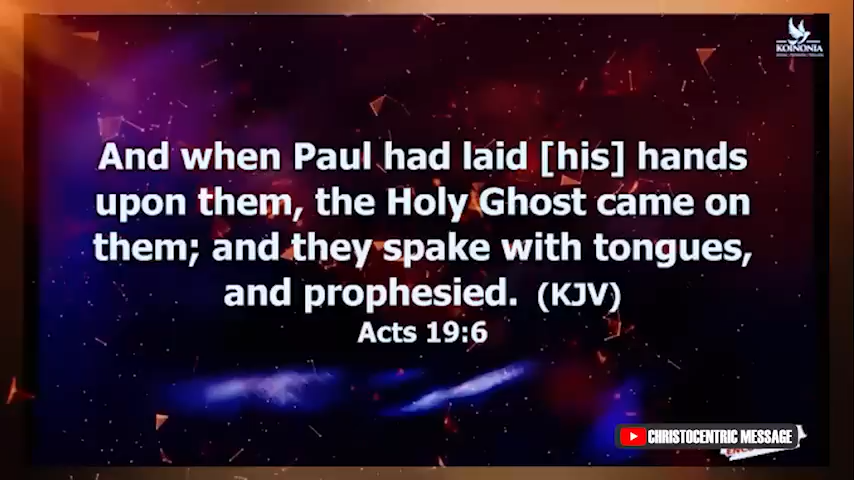 KOINONIA
And when Paul had laid [his] hands
upon them, the Holy Ghost came on
them; and they spake with tongues,
and prophesied. (KJV)
Acts 19:6
CHRISTOCENTRIC MESSAGE